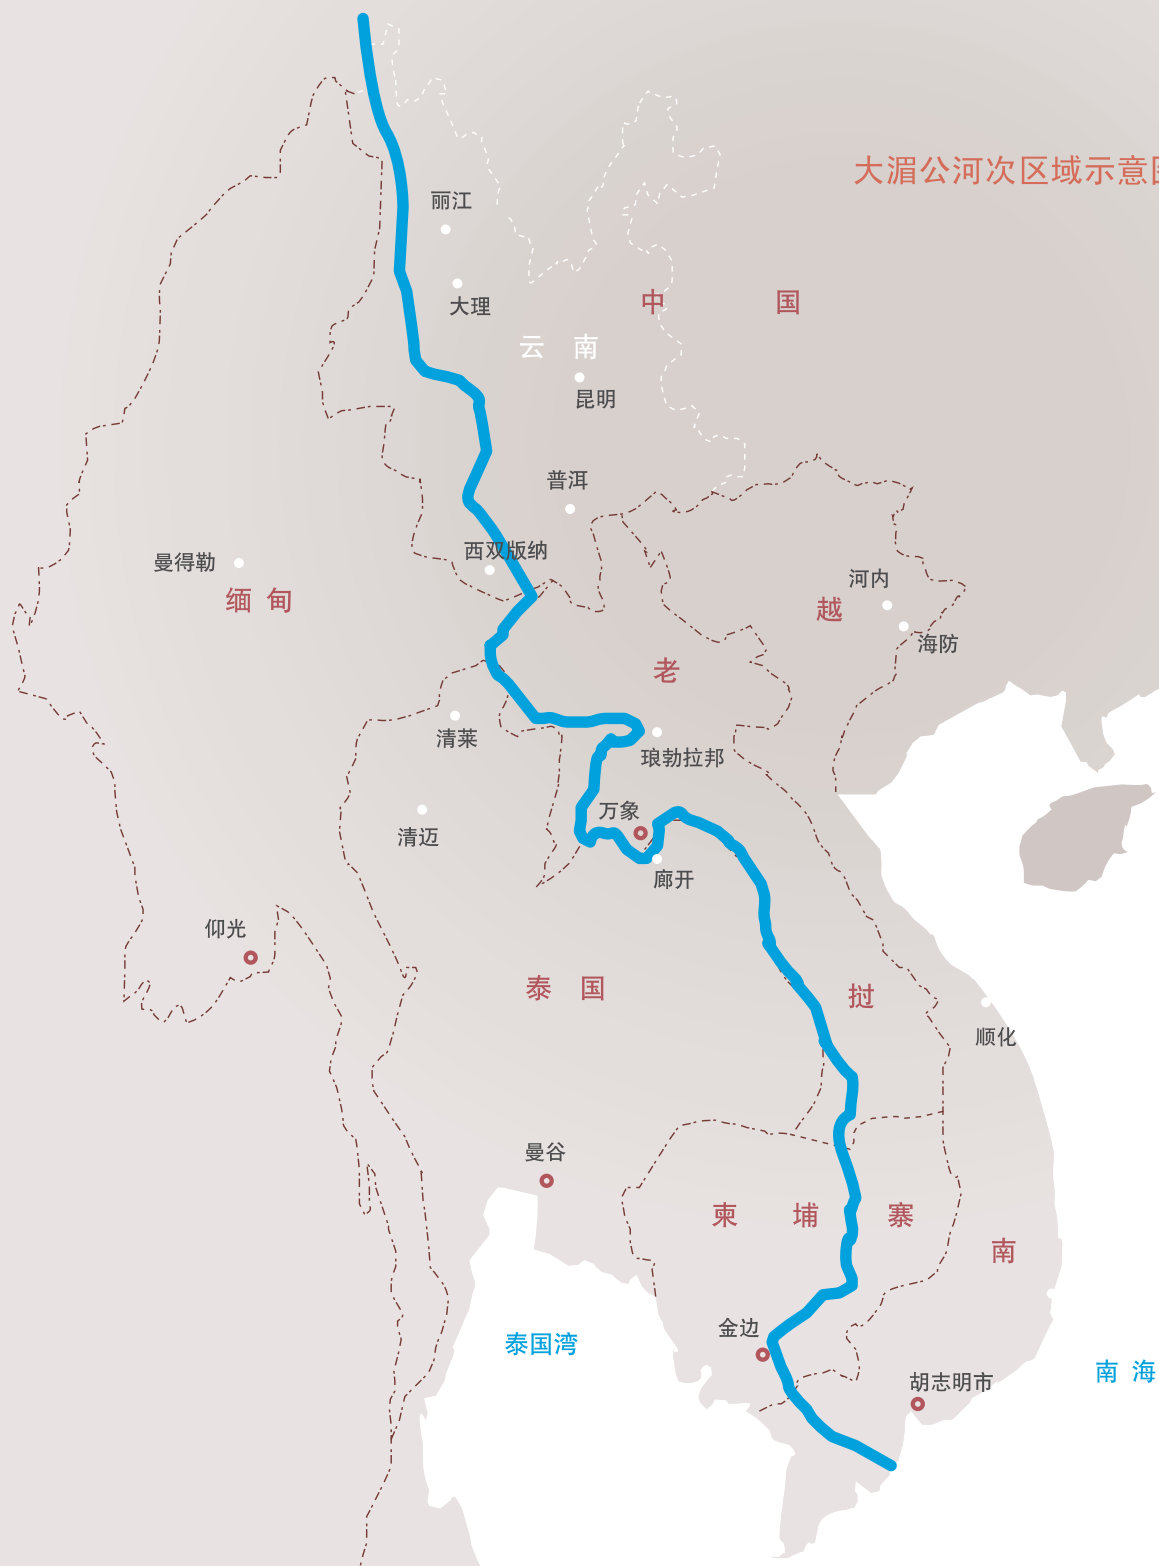 大湄公河次区域示意图
丽江
大理
中 国
云 南
昆明
普洱
西双版纳
曼得勒
缅 甸
河内
越
海防
老
清莱
琅勃拉邦
万象
清迈
廊开
仰光
泰 国
挝
顺化
曼谷
柬 埔 寨
南
金边
泰国湾
南 海
胡志明市